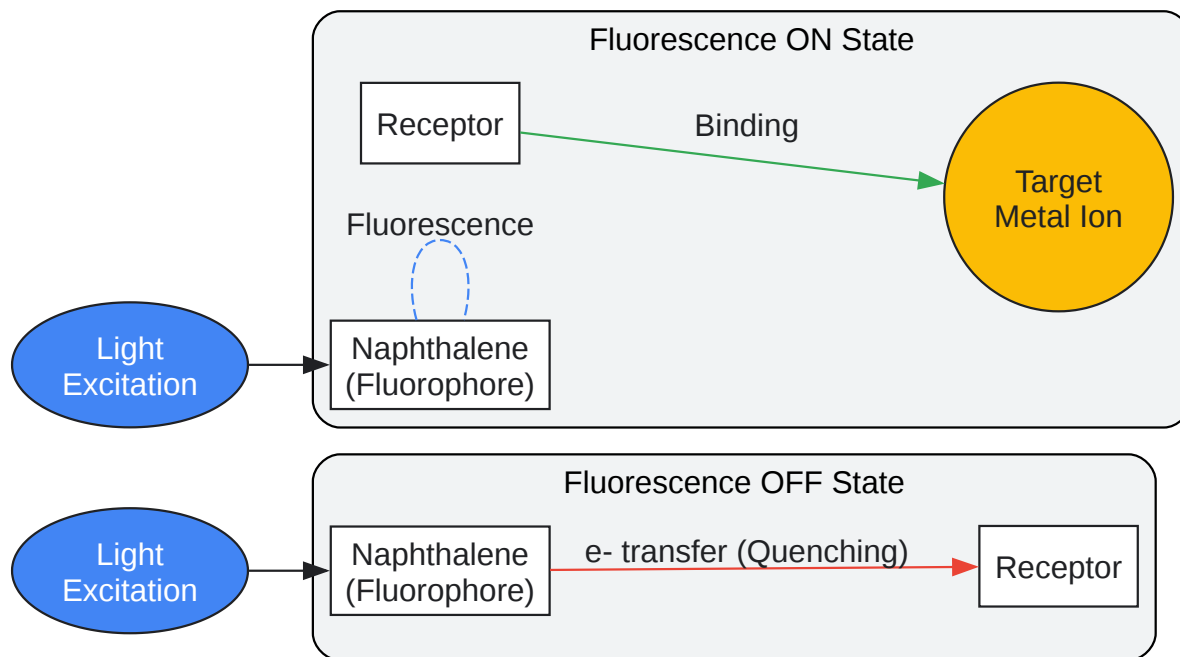 Fluorescence ON State
Receptor
Binding
Target
Metal Ion
Fluorescence
Light
Excitation
Naphthalene
(Fluorophore)
Fluorescence OFF State
Light
Excitation
Naphthalene
(Fluorophore)
e- transfer (Quenching)
Receptor